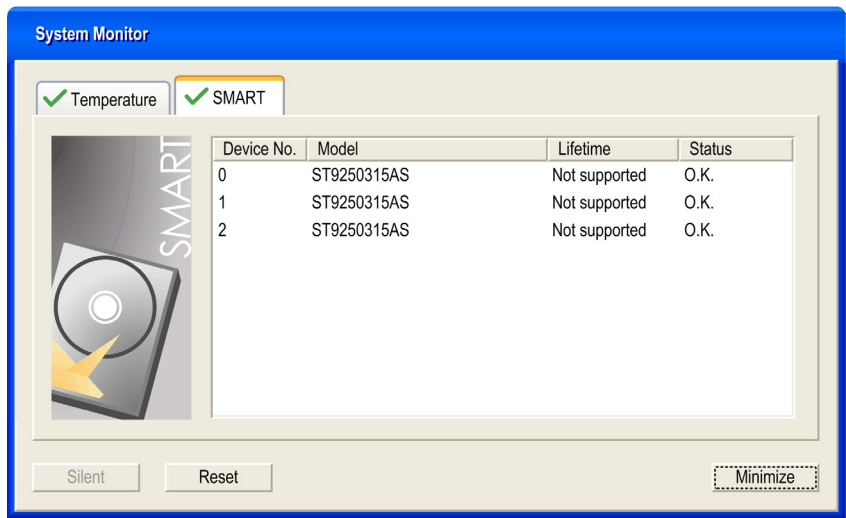 System Monitor
Temperature SMART
SMART
Device No. Model Lifetime Status
0 ST9250315AS Not supported O.K.
1 ST9250315AS Not supported O.K.
2 ST9250315AS Not supported O.K.
Silent Reset Minimize